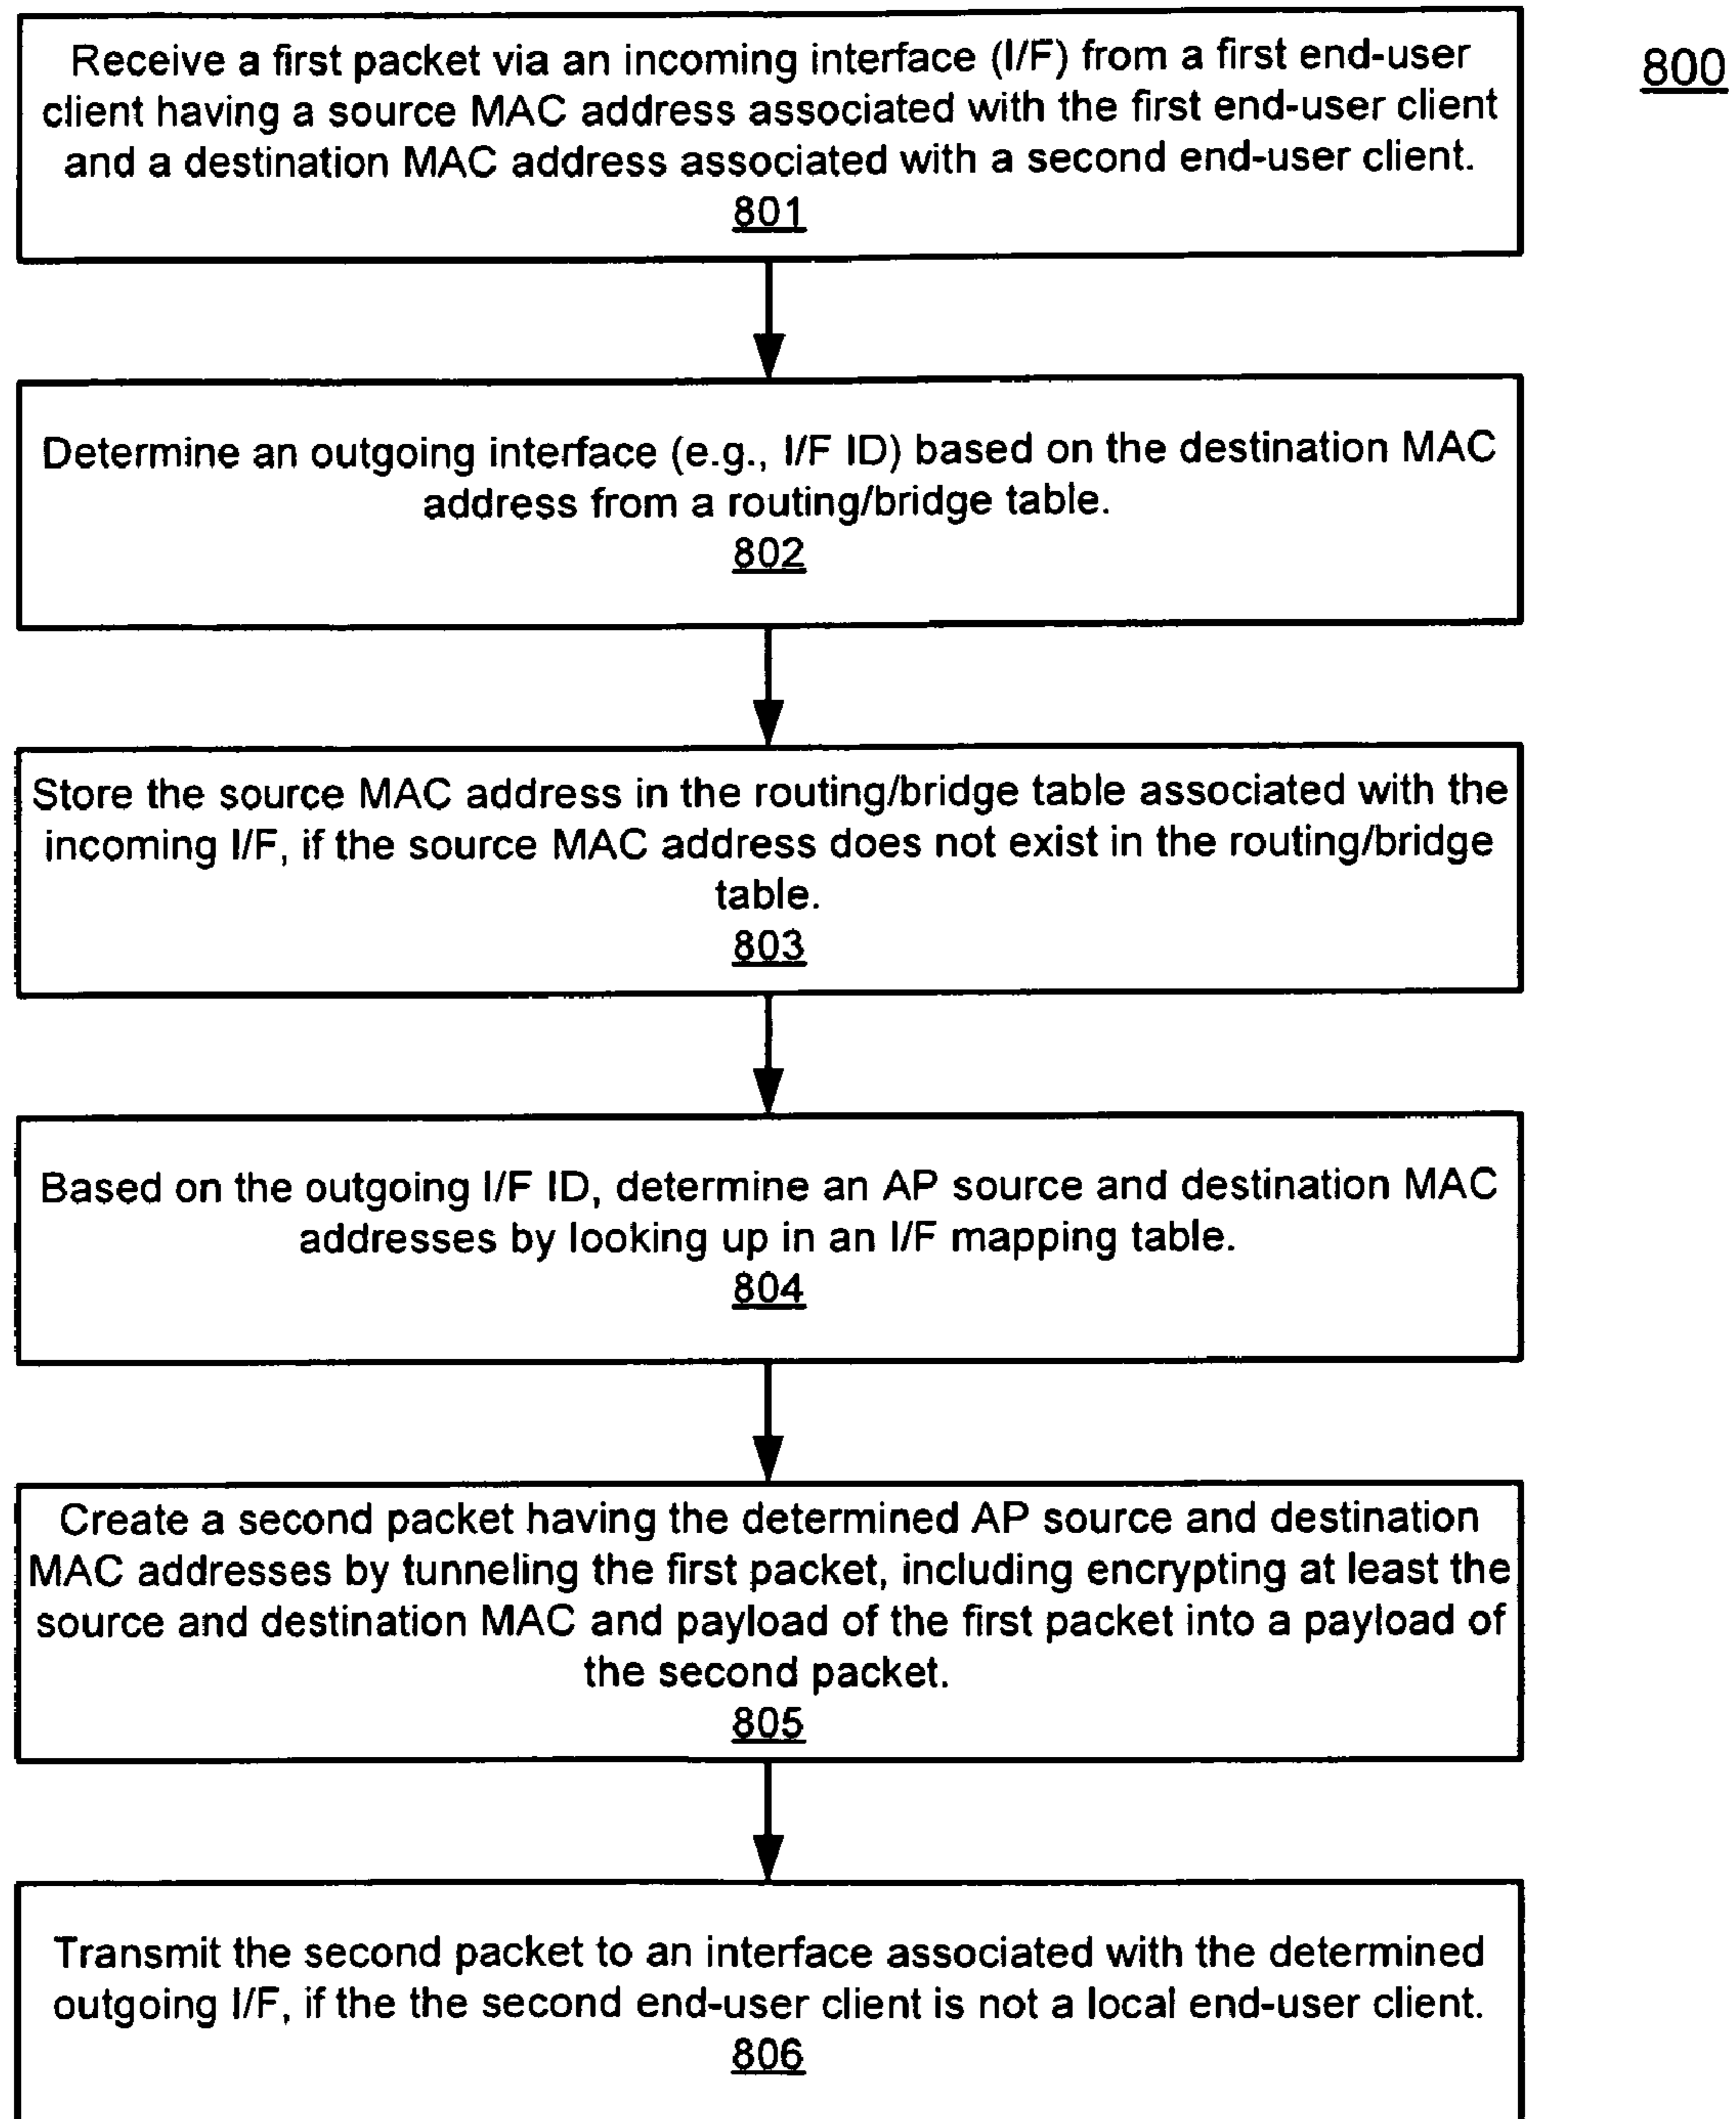 800
Receive a first packet via an incoming interface (I/F) from a first end-user
client having a source MAC address associated with the first end-user client
and a destination MAC address associated with a second end-user client.
801
Determine an outgoing interface (e.g., I/F ID) based on the destination MAC
address from a routing/bridge table.
802
Store the source MAC address in the routing/bridge table associated with the
incoming I/F, if the source MAC address does not exist in the routing/bridge
table.
803
Based on the outgoing I/F ID, determine an AP source and destination MAC
addresses by looking up in an I/F mapping table.
804
Create a second packet having the determined AP source and destination
MAC addresses by tunneling the first packet, including encrypting at least the
source and destination MAC and payload of the first packet into a payload of
the second packet.
805
Transmit the second packet to an interface associated with the determined
outgoing I/F, if the the second end-user client is not a local end-user client.
806